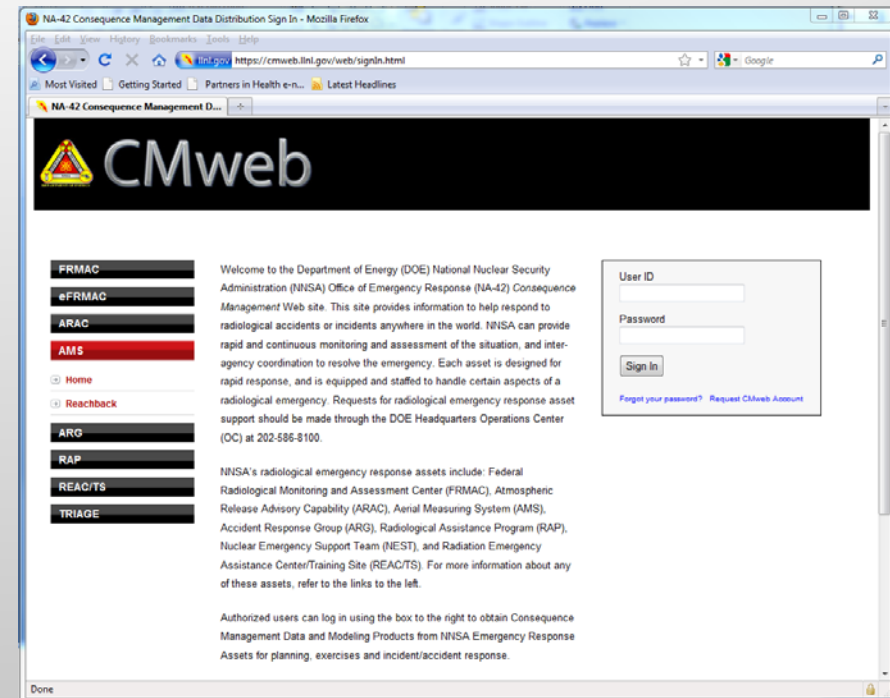 NA-42 Consequence Management Data Distribution Sign In - Mozilla Firefox
File Edit View History Bookmarks Tools Help
llnl.gov https://cmweb.llnl.gov/web/signIn.html
Google
Most Visited Getting Started Partners in Health e-n... Latest Headlines
NA-42 Consequence Management D...
CMweb
FRMAC
eFRMAC
ARAC
AMS
Home
Reachback
ARG
RAP
REAC/TS
TRIAGE
Welcome to the Department of Energy (DOE) National Nuclear Security
Administration (NNSA) Office of Emergency Response (NA-42) Consequence
Management Web site. This site provides information to help respond to
radiological accidents or incidents anywhere in the world. NNSA can provide
rapid and continuous monitoring and assessment of the situation, and inter-
agency coordination to resolve the emergency. Each asset is designed for
rapid response, and is equipped and staffed to handle certain aspects of a
radiological emergency. Requests for radiological emergency response asset
support should be made through the DOE Headquarters Operations Center
(OC) at 202-586-8100.
NNSA's radiological emergency response assets include: Federal
Radiological Monitoring and Assessment Center (FRMAC), Atmospheric
Release Advisory Capability (ARAC), Aerial Measuring System (AMS),
Accident Response Group (ARG), Radiological Assistance Program (RAP),
Nuclear Emergency Support Team (NEST), and Radiation Emergency
Assistance Center/Training Site (REAC/TS). For more information about any
of these assets, refer to the links to the left.
Authorized users can log in using the box to the right to obtain Consequence
Management Data and Modeling Products from NNSA Emergency Response
Assets for planning, exercises and incident/accident response.
User ID
Password
Sign In
Forgot your password? Request CMweb Account
Done